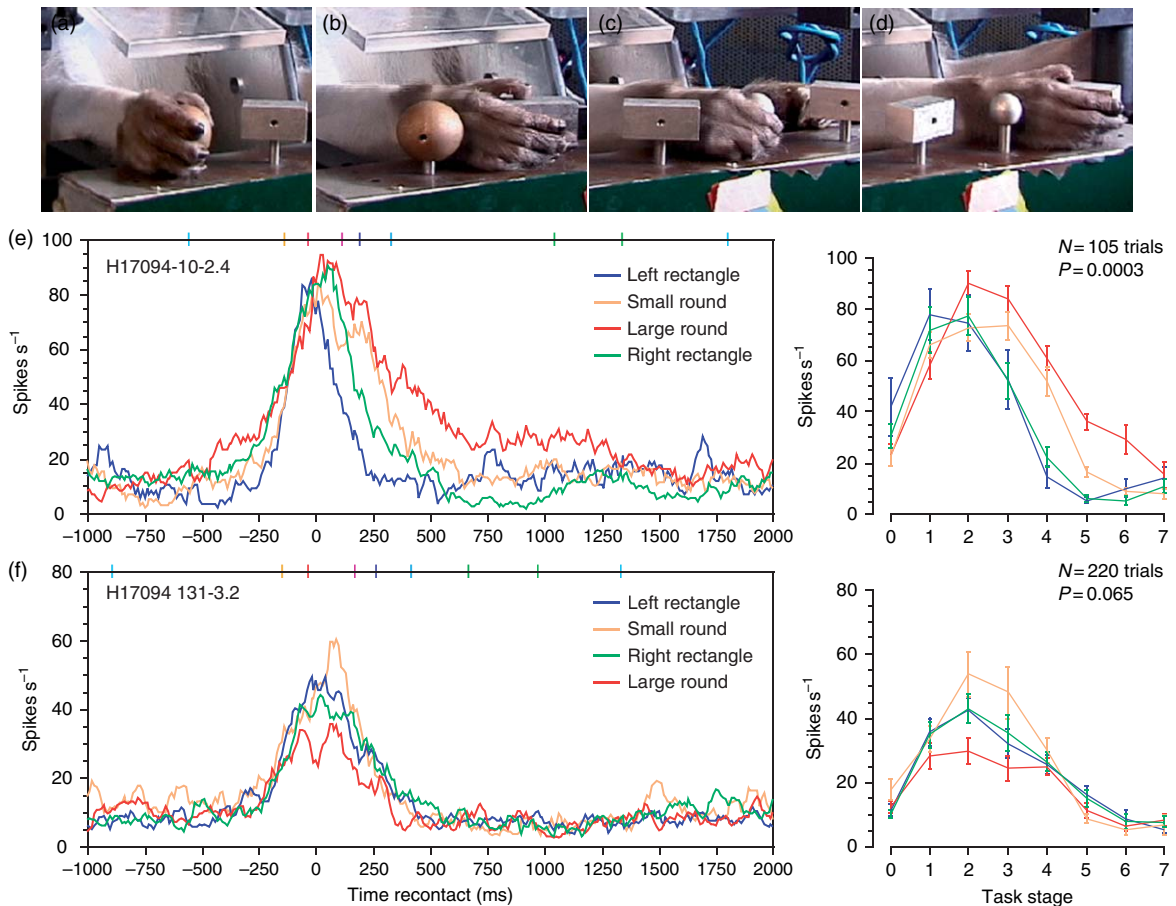 (a)
(b)
(c)
(d)
(e)
H17094-10-2.4
Left rectangle
Small round
Large round
Right rectangle
Spikes s⁻¹
100
80
60
40
20
0
−1000 −750 −500 −250 0 250 500 750 1000 1250 1500 1750 2000
N = 105 trials
P = 0.0003
Spikes s⁻¹
100
80
60
40
20
0
0 1 2 3 4 5 6 7
(f)
H17094 131-3.2
Left rectangle
Small round
Right rectangle
Large round
Spikes s⁻¹
80
60
40
20
0
−1000 −750 −500 −250 0 250 500 750 1000 1250 1500 1750 2000
Time recontact (ms)
N = 220 trials
P = 0.065
Spikes s⁻¹
80
60
40
20
0
0 1 2 3 4 5 6 7
Task stage